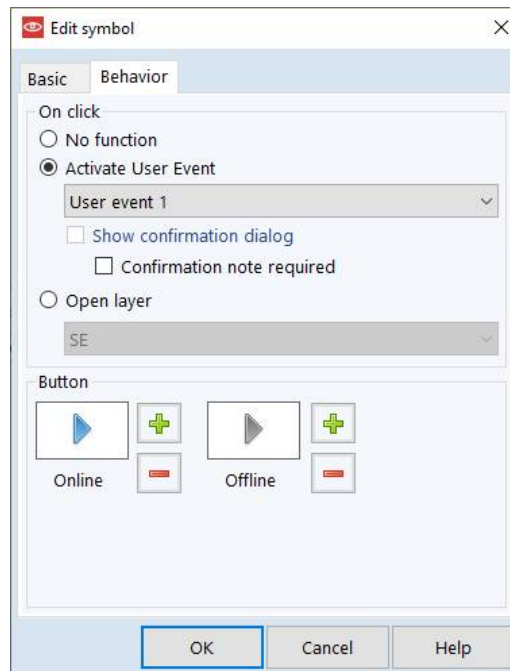 Edit symbol
Basic Behavior
On click
No function
Activate User Event
User event 1
Show confirmation dialog
Confirmation note required
Open layer
SE
Button
Online Offline
OK Cancel Help